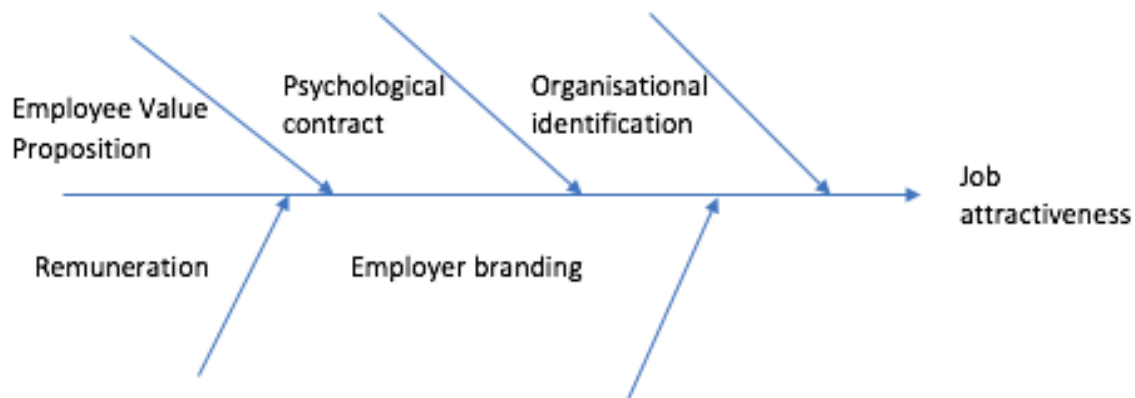 Employee Value
Proposition
Psychological
contract
Organisational
identification
Job
attractiveness
Remuneration
Employer branding